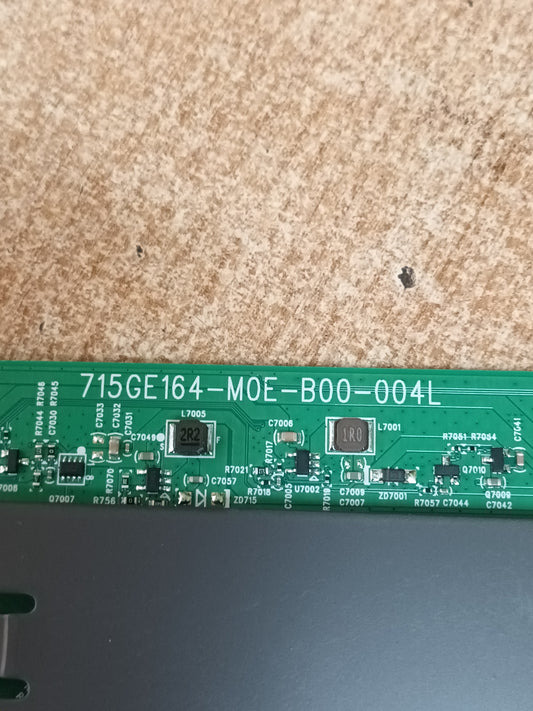 715GE164-M0E-B00-004L
R7046
R7045
R7044
C7030
C7033
C7032
C7031
L7005
C7049
S
F
2R2
C7006
L7001
1R0
R7017
R7021
R7018
C7005
U7002
R7019
C7009
C7007
ZD7001
R7051
R7054
C7041
Q7010
R7057
C7044
Q7009
C7042
Q7007
R7070
C7057
ZD715